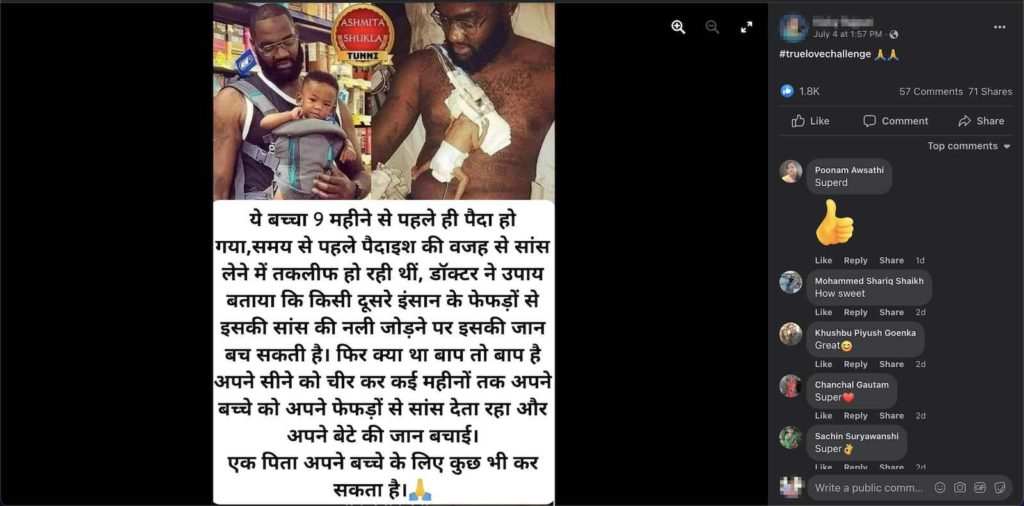 ASHMITA
SHUKLA
TUNNI
ये बच्चा 9 महीने से पहले ही पैदा हो
गया,समय से पहले पैदाइश की वजह से सांस
लेने में तकलीफ हो रही थीं, डॉक्टर ने उपाय
बताया कि किसी दूसरे इंसान के फेफड़ों से
इसकी सांस की नली जोड़ने पर इसकी जान
बच सकती है। फिर क्या था बाप तो बाप है
अपने सीने को चीर कर कई महीनों तक अपने
बच्चे को अपने फेफड़ों से सांस देता रहा और
अपने बेटे की जान बचाई।
एक पिता अपने बच्चे के लिए कुछ भी कर
सकता है।🙏
July 4 at 1:57 PM ·
#truelovechallenge 🙏🙏
1.8K 57 Comments 71 Shares
Like Comment Share
Top comments
Poonam Awsathi
Superd
Like Reply Share 1d
Mohammed Shariq Shaikh
How sweet
Like Reply Share 2d
Khushbu Piyush Goenka
Great😆
Like Reply Share 2d
Chanchal Gautam
Super❤️
Like Reply Share 2d
Sachin Suryawanshi
Super👌
Like Reply Share 2d
Write a public comm...